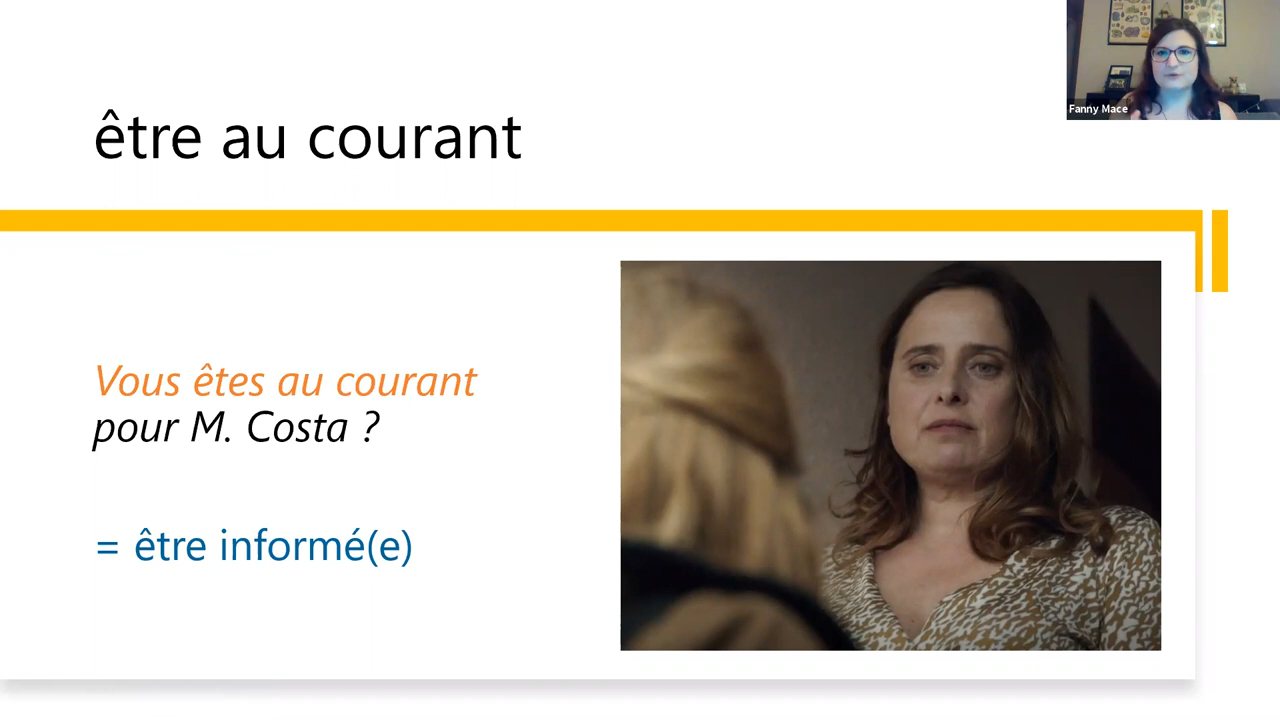 être au courant
Fanny Mace
Vous êtes au courant
pour M. Costa ?
= être informé(e)